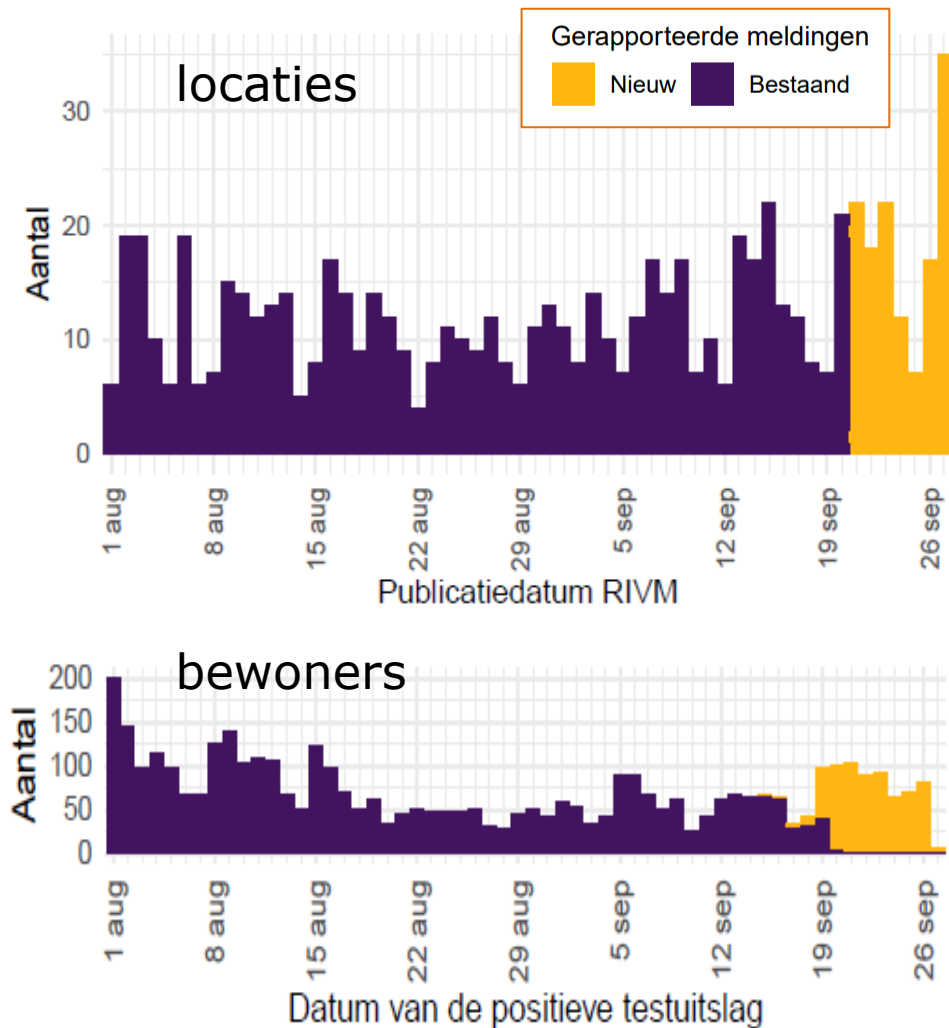 Gerapporteerde meldingen
Nieuw Bestaand
locaties
Aantal
30
20
10
0
1 aug 8 aug 15 aug 22 aug 29 aug 5 sep 12 sep 19 sep 26 sep
Publicatiedatum RIVM
bewoners
Aantal
200
150
100
50
0
1 aug 8 aug 15 aug 22 aug 29 aug 5 sep 12 sep 19 sep 26 sep
Datum van de positieve testuitslag